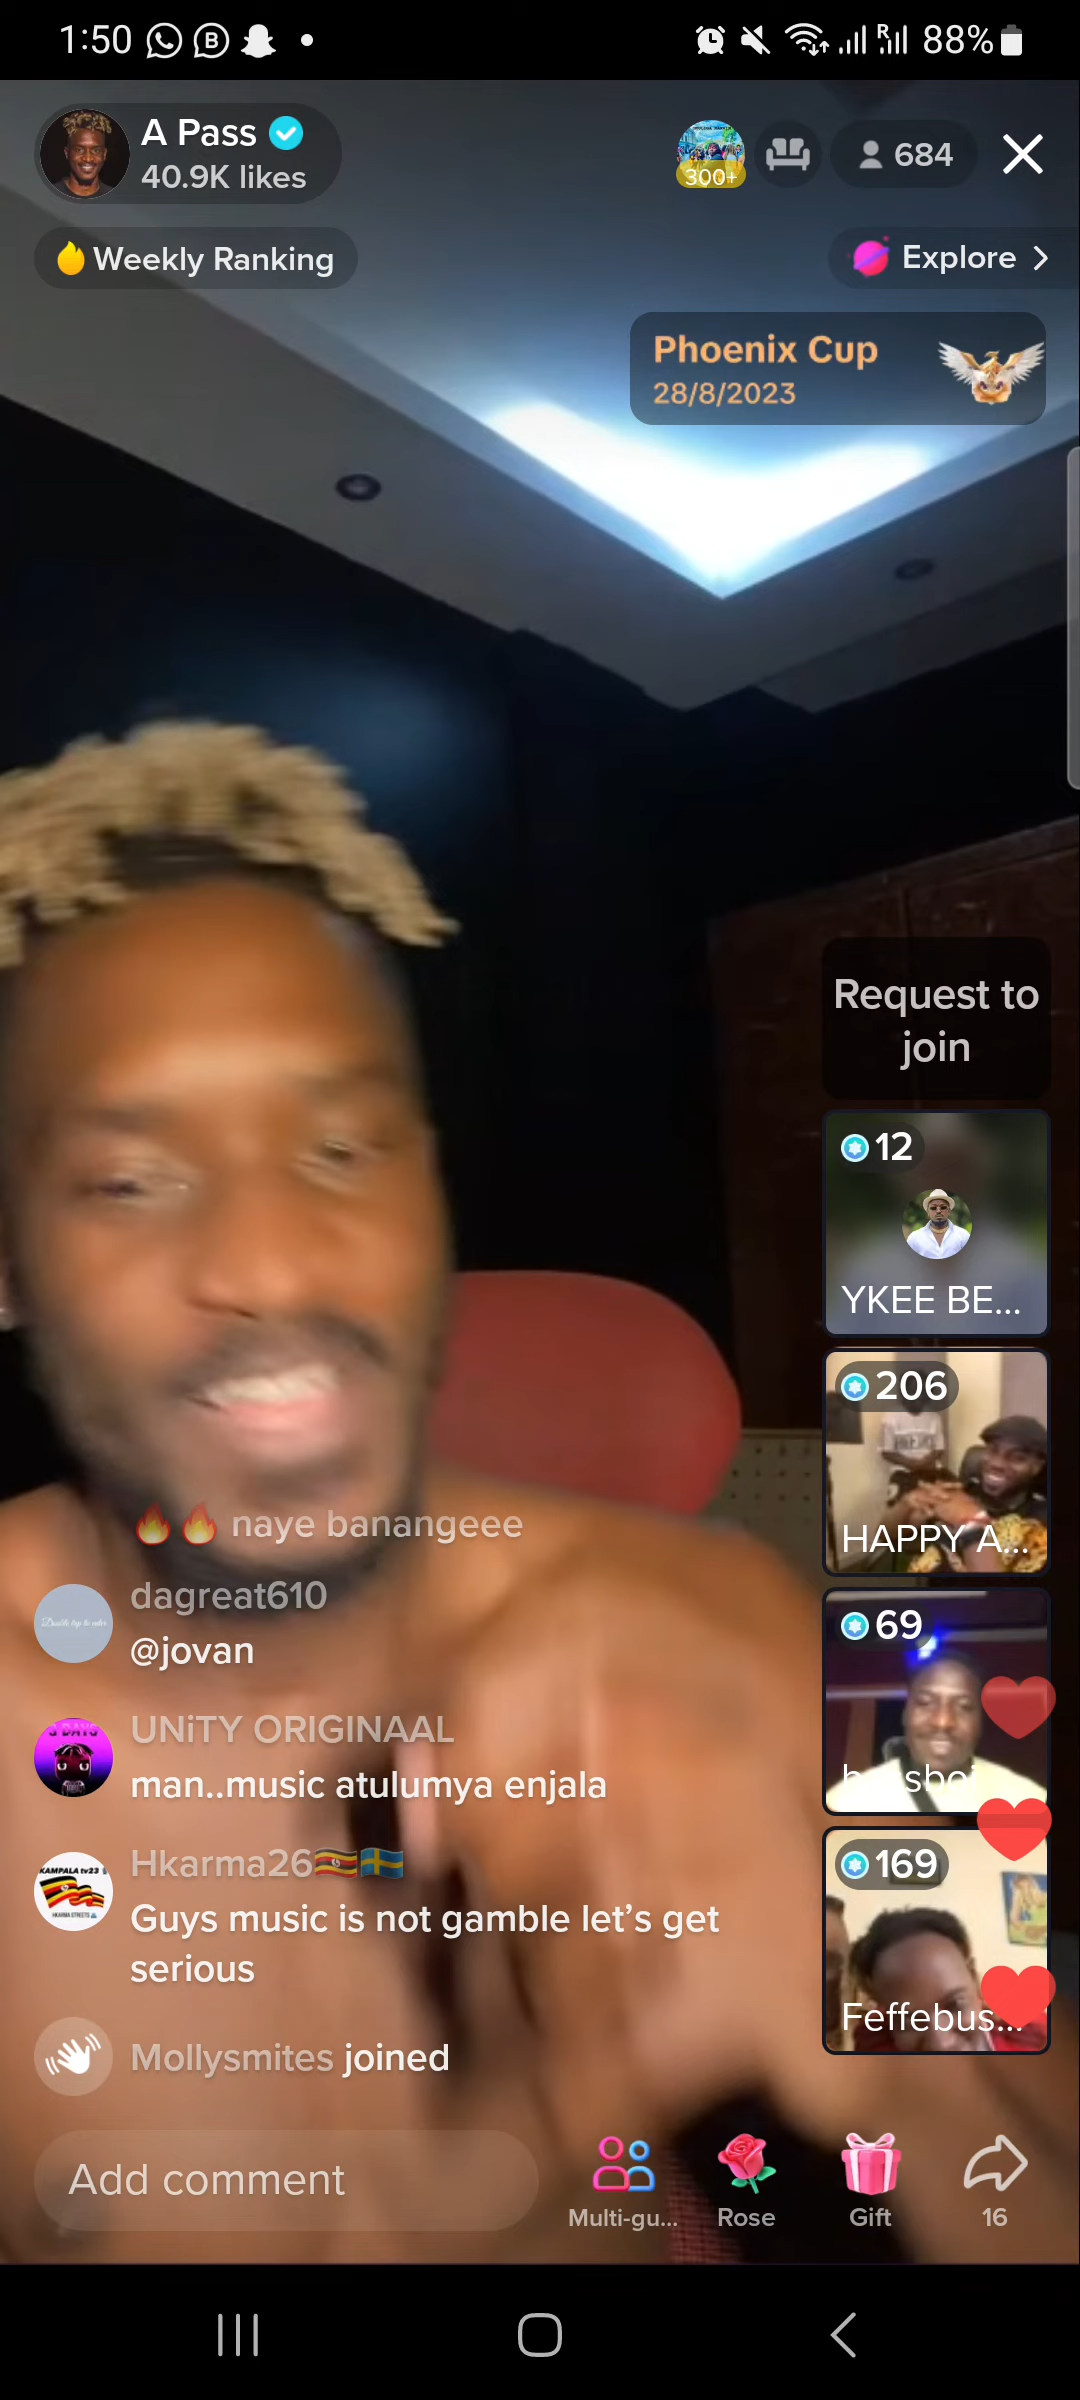 1:50
88%
A Pass
40.9K likes
300+
684
Weekly Ranking
Explore
Phoenix Cup
28/8/2023
Request to
join
12
YKEE BE...
206
HAPPY A...
69
169
Feffebus...
naye banangeee
dagreat610
@jovan
UNiTY ORIGINAAL
man..music atulumya enjala
Hkarma26
Guys music is not gamble let's get
serious
Mollysmites joined
Add comment
Multi-gu...
Rose
Gift
16